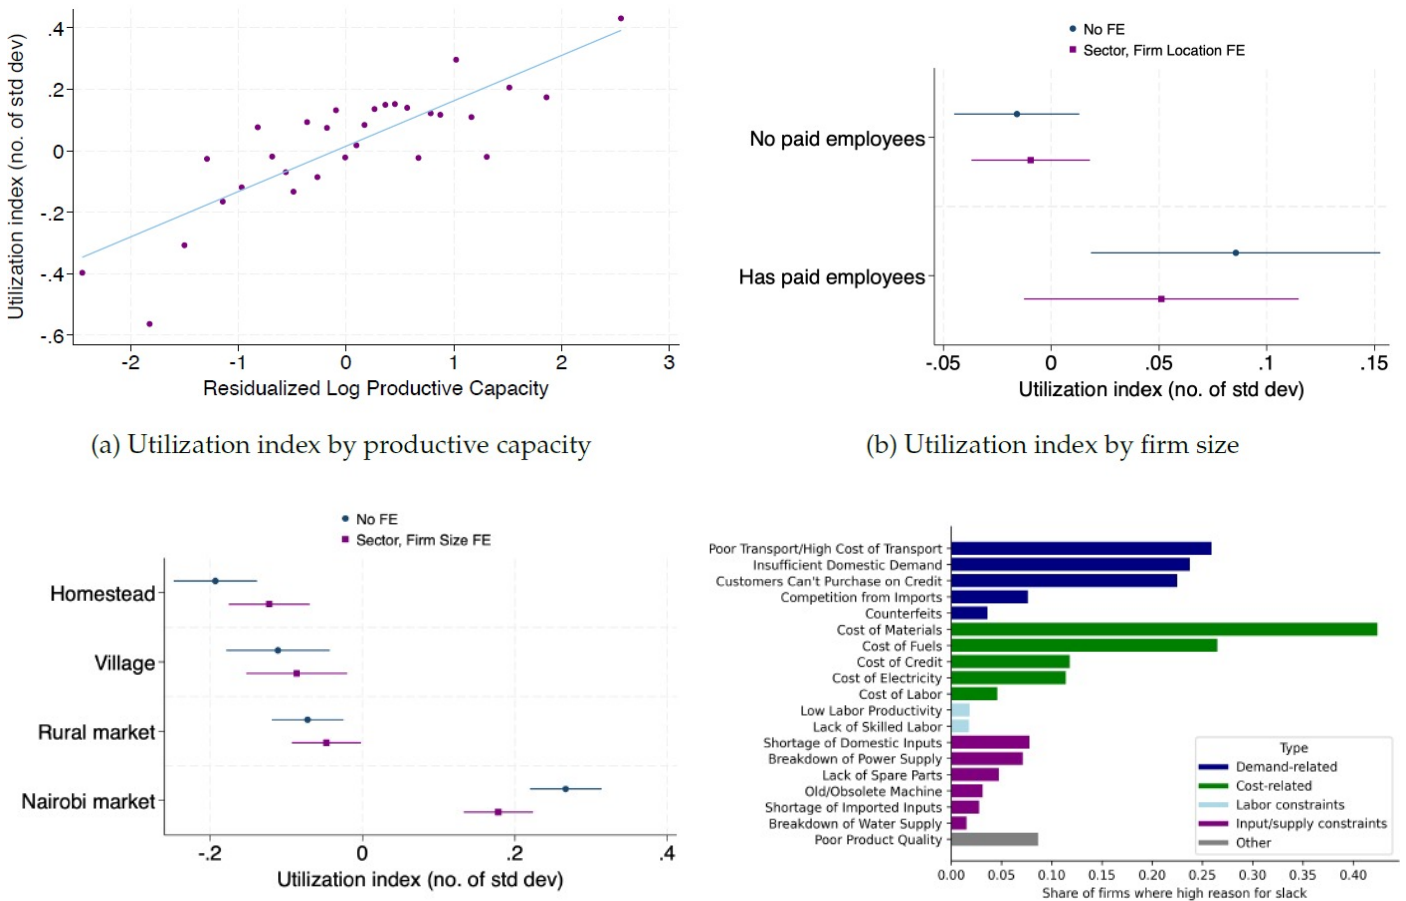 .4
.2
0
-.2
-.4
-.6
Utilization index (no. of std dev)
-2 -1 0 1 2 3
Residualized Log Productive Capacity
(a) Utilization index by productive capacity
No FE
Sector, Firm Location FE
No paid employees
Has paid employees
-.05 0 .05 .1 .15
Utilization index (no. of std dev)
(b) Utilization index by firm size
No FE
Sector, Firm Size FE
Homestead
Village
Rural market
Nairobi market
-.2 0 .2 .4
Utilization index (no. of std dev)
Poor Transport/High Cost of Transport
Insufficient Domestic Demand
Customers Can't Purchase on Credit
Competition from Imports
Counterfeits
Cost of Materials
Cost of Fuels
Cost of Credit
Cost of Electricity
Cost of Labor
Low Labor Productivity
Lack of Skilled Labor
Shortage of Domestic Inputs
Breakdown of Power Supply
Lack of Spare Parts
Old/Obsolete Machine
Shortage of Imported Inputs
Breakdown of Water Supply
Poor Product Quality
Type
Demand-related
Cost-related
Labor constraints
Input/supply constraints
Other
0.00 0.05 0.10 0.15 0.20 0.25 0.30 0.35 0.40
Share of firms where high reason for slack